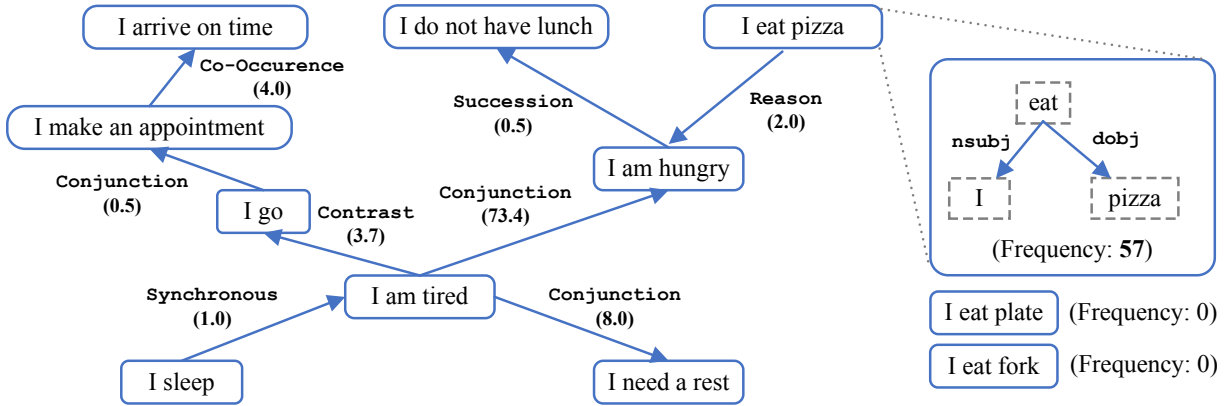 I arrive on time
I do not have lunch
I eat pizza
Co-Occurence
(4.0)
Succession
(0.5)
Reason
(2.0)
eat
nsubj
dobj
I
pizza
(Frequency: 57)
I make an appointment
I am hungry
Conjunction
(0.5)
I go
Contrast
(3.7)
Conjunction
(73.4)
I am tired
Synchronous
(1.0)
Conjunction
(8.0)
I sleep
I need a rest
I eat plate (Frequency: 0)
I eat fork (Frequency: 0)